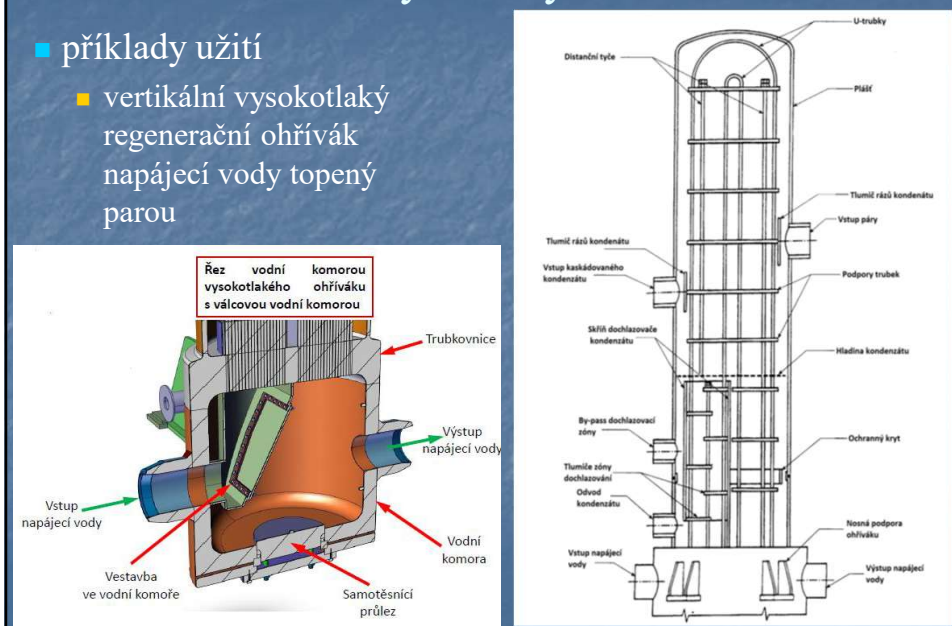 příklady užití
vertikální vysokotlaký
regenerační ohřívák
napájecí vody topený
parou
Řez vodní komorou
vysokotlakého ohříváku
s válcovou vodní komorou
Trubkovnice
Výstup
napájecí vody
Vstup
napájecí vody
Vodní
komora
Vestavba
ve vodní komoře
Samotěsnící
průlez
U-trubky
Distanční tyče
Plášť
Tlumič rázů kondenzátu
Vstup páry
Tlumič rázů kondenzátu
Vstup kaskádovaného
kondenzátu
Podpory trubek
Skříň dochlazovače
kondenzátu
Hladina kondenzátu
By-pass dochlazovací
zóny
Ochranný kryt
Tlumiče zóny
dochlazování
Odvod
kondenzátu
Nosná podpora
ohříváku
Vstup napájecí
vody
Výstup napájecí
vody